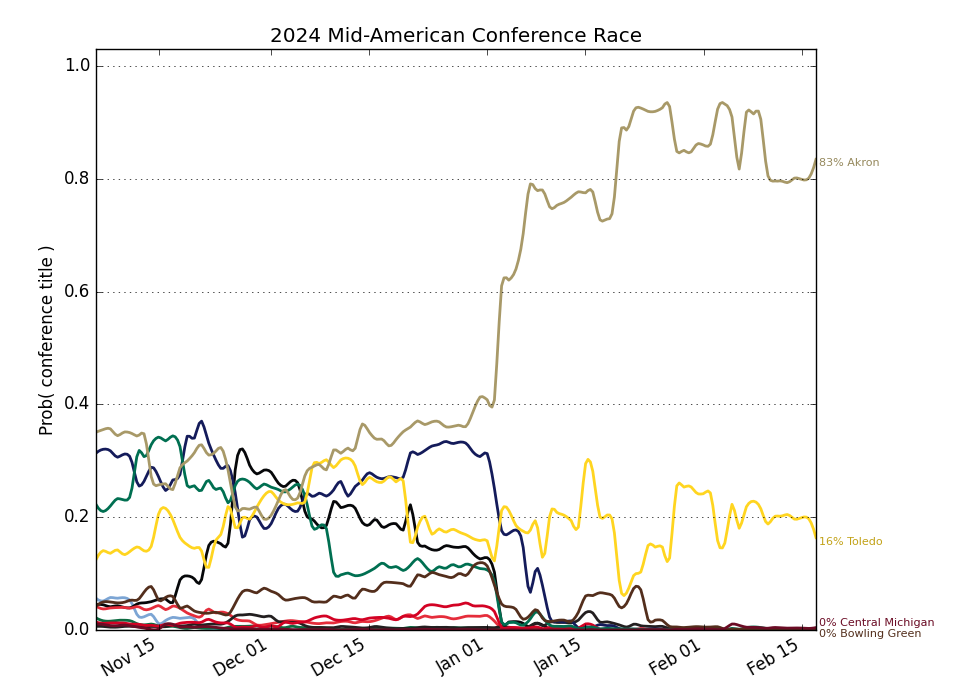 2024 Mid-American Conference Race
Prob( conference title )
1.0
0.8
0.6
0.4
0.2
0.0
83% Akron
16% Toledo
0% Central Michigan
0% Bowling Green
Nov 15
Dec 01
Dec 15
Jan 01
Jan 15
Feb 01
Feb 15